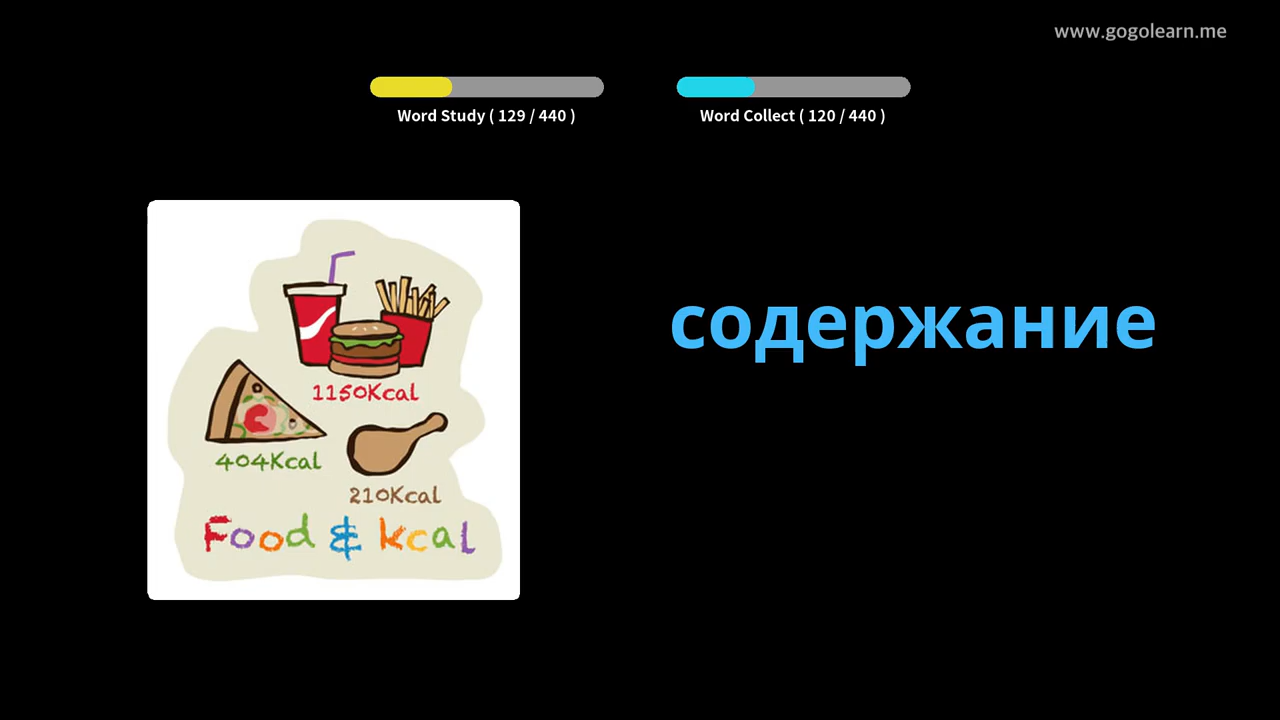 www.gogolearn.me
Word Study ( 129 / 440 )
Word Collect ( 120 / 440 )
содержание
1150Kcal
404Kcal
210Kcal
Food & kcal